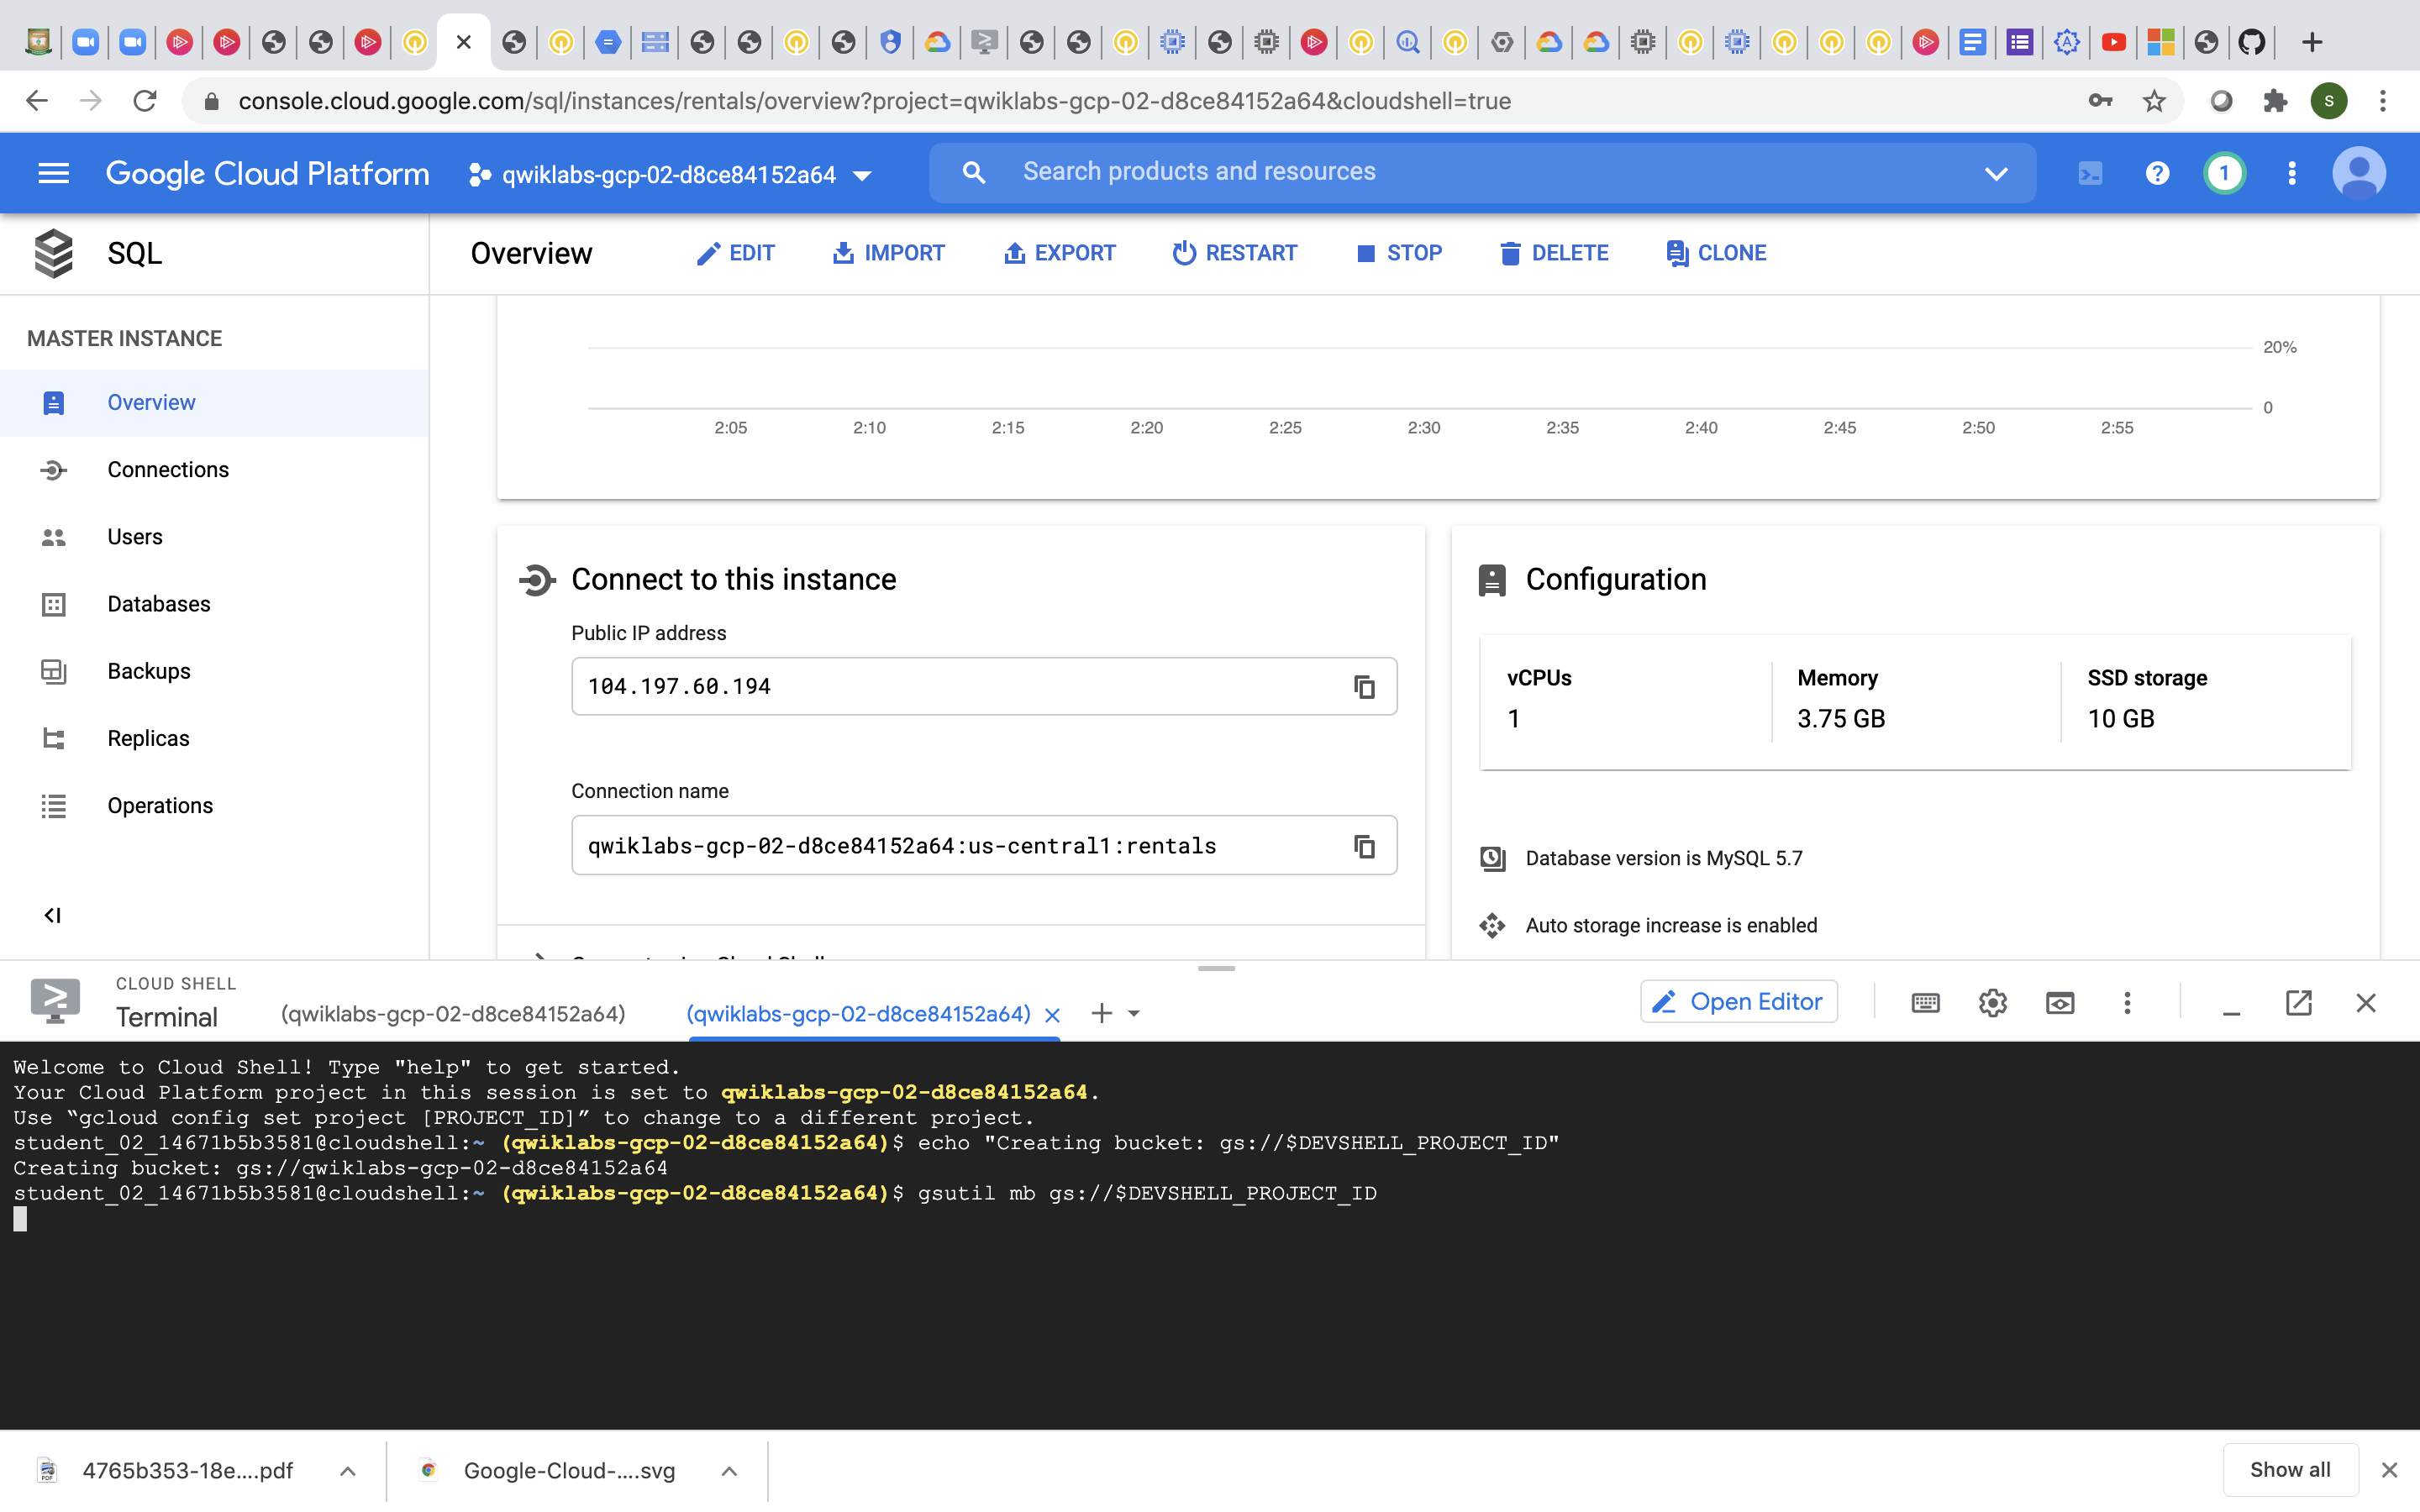 console.cloud.google.com/sql/instances/rentals/overview?project=qwiklabs-gcp-02-d8ce84152a64&cloudshell=true
S
Google Cloud Platform
qwiklabs-gcp-02-d8ce84152a64
Search products and resources
1
SQL
Overview
EDIT
IMPORT
EXPORT
RESTART
STOP
DELETE
CLONE
MASTER INSTANCE
Overview
Connections
Users
Databases
Backups
Replicas
Operations
20%
0
2:05 2:10 2:15 2:20 2:25 2:30 2:35 2:40 2:45 2:50 2:55
Connect to this instance
Public IP address
104.197.60.194
Connection name
qwiklabs-gcp-02-d8ce84152a64:us-central1:rentals
Configuration
vCPUs
1
Memory
3.75 GB
SSD storage
10 GB
Database version is MySQL 5.7
Auto storage increase is enabled
CLOUD SHELL
Terminal
(qwiklabs-gcp-02-d8ce84152a64)
(qwiklabs-gcp-02-d8ce84152a64)
Open Editor
Welcome to Cloud Shell! Type "help" to get started.
Your Cloud Platform project in this session is set to qwiklabs-gcp-02-d8ce84152a64.
Use “gcloud config set project [PROJECT_ID]” to change to a different project.
student_02_14671b5b3581@cloudshell:~ (qwiklabs-gcp-02-d8ce84152a64)$ echo "Creating bucket: gs://$DEVSHELL_PROJECT_ID"
Creating bucket: gs://qwiklabs-gcp-02-d8ce84152a64
student_02_14671b5b3581@cloudshell:~ (qwiklabs-gcp-02-d8ce84152a64)$ gsutil mb gs://$DEVSHELL_PROJECT_ID
4765b353-18e....pdf
Google-Cloud-....svg
Show all